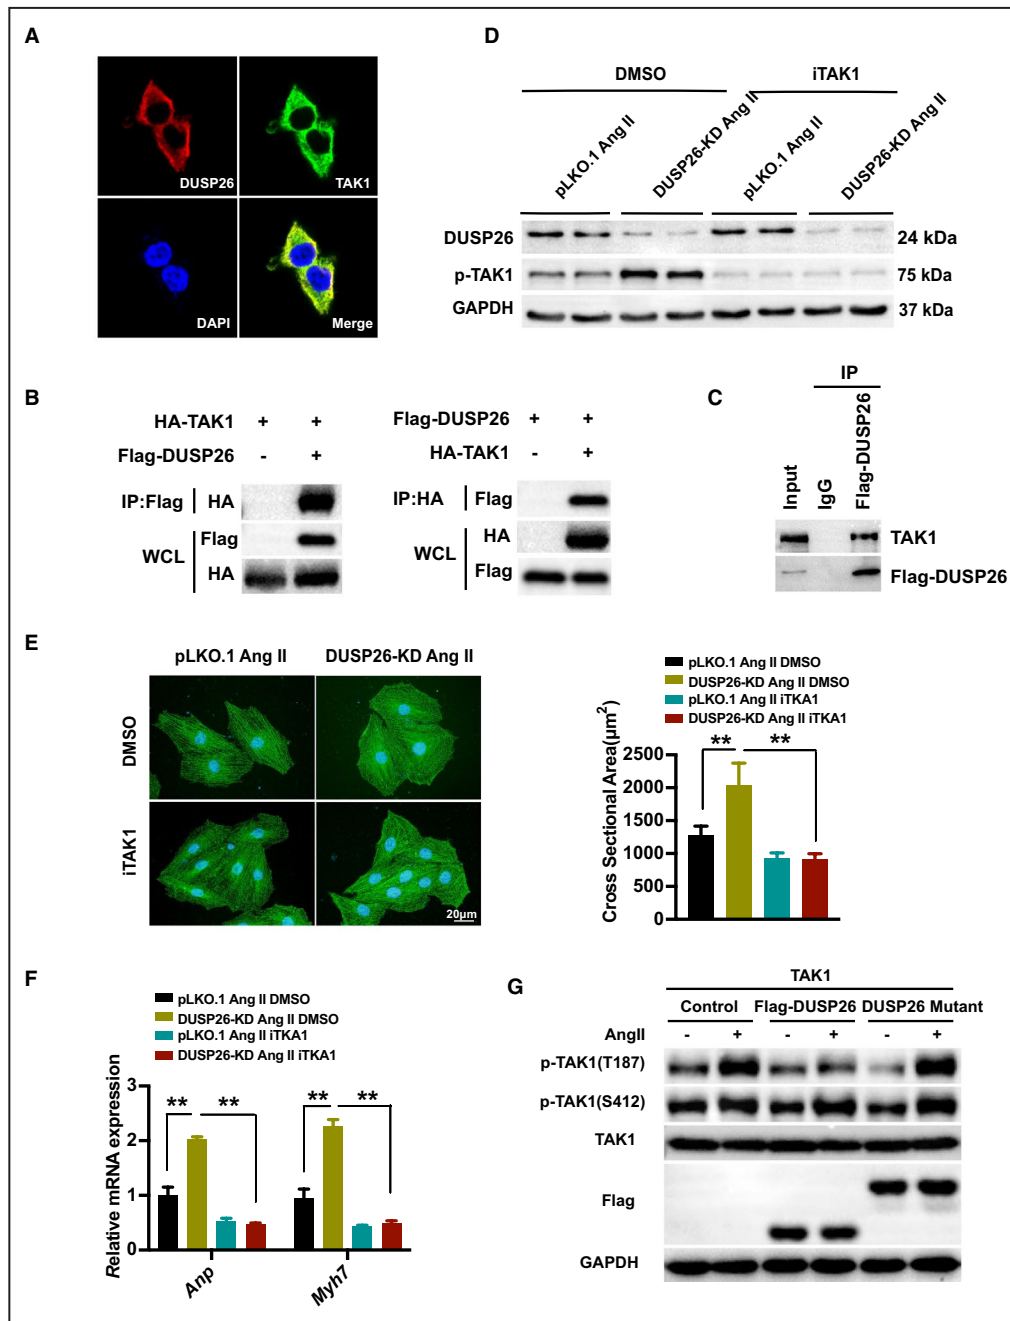 A
DUSP26
TAK1
DAPI
Merge
D
DMSO
iTAK1
pLKO.1 Ang II
DUSP26-KD Ang II
pLKO.1 Ang II
DUSP26-KD Ang II
DUSP26
24 kDa
p-TAK1
75 kDa
GAPDH
37 kDa
B
HA-TAK1 + +
Flag-DUSP26 - +
IP:Flag HA
WCL
Flag
HA
Flag-DUSP26 + +
HA-TAK1 - +
IP:HA Flag
WCL
HA
Flag
C
IP
Input
IgG
Flag-DUSP26
TAK1
Flag-DUSP26
E
pLKO.1 Ang II
DUSP26-KD Ang II
DMSO
iTAK1
20µm
pLKO.1 Ang II DMSO
DUSP26-KD Ang II DMSO
pLKO.1 Ang II iTKA1
DUSP26-KD Ang II iTKA1
Cross Sectional Area(µm²)
2500
2000
1500
1000
500
0
** **
F
pLKO.1 Ang II DMSO
DUSP26-KD Ang II DMSO
pLKO.1 Ang II iTKA1
DUSP26-KD Ang II iTKA1
Relative mRNA expression
3
2
1
0
** ** ** **
Anp
Myh7
G
TAK1
Control Flag-DUSP26 DUSP26 Mutant
AngII - + - + - +
p-TAK1(T187)
p-TAK1(S412)
TAK1
Flag
GAPDH